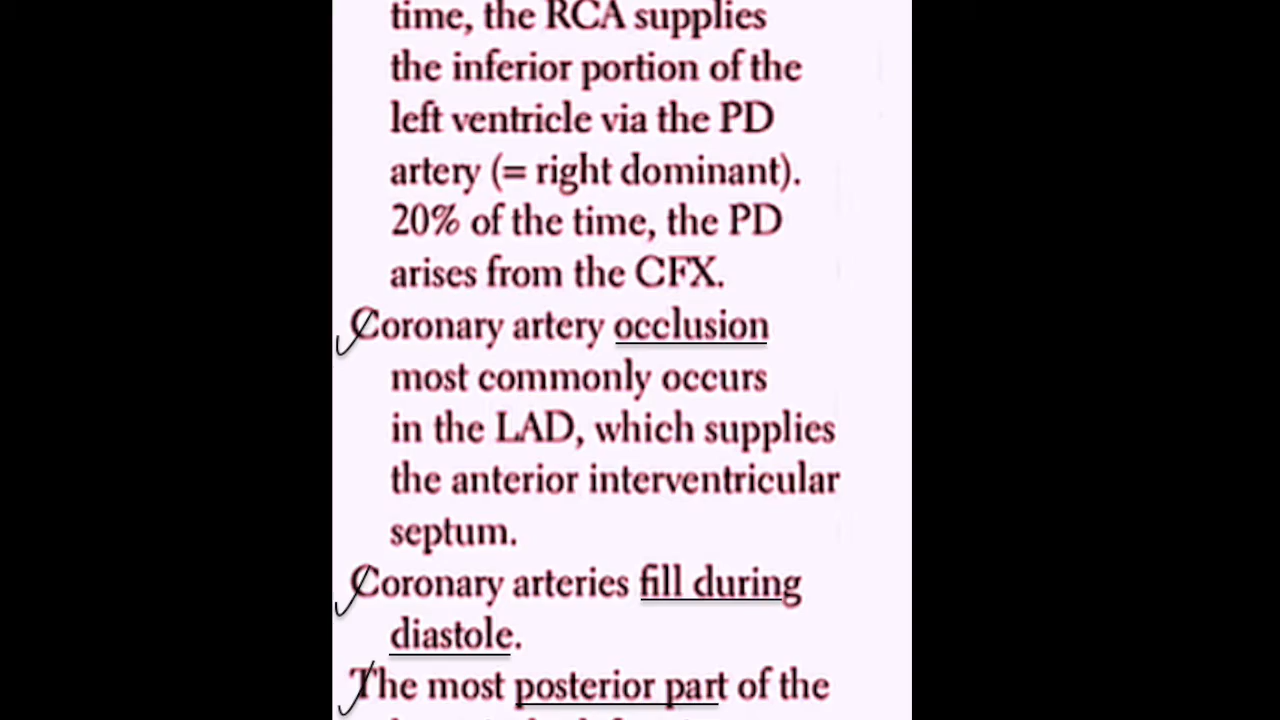 time, the RCA supplies
the inferior portion of the
left ventricle via the PD
artery (= right dominant).
20% of the time, the PD
arises from the CFX.
Coronary artery occlusion
most commonly occurs
in the LAD, which supplies
the anterior interventricular
septum.
Coronary arteries fill during
diastole.
The most posterior part of the